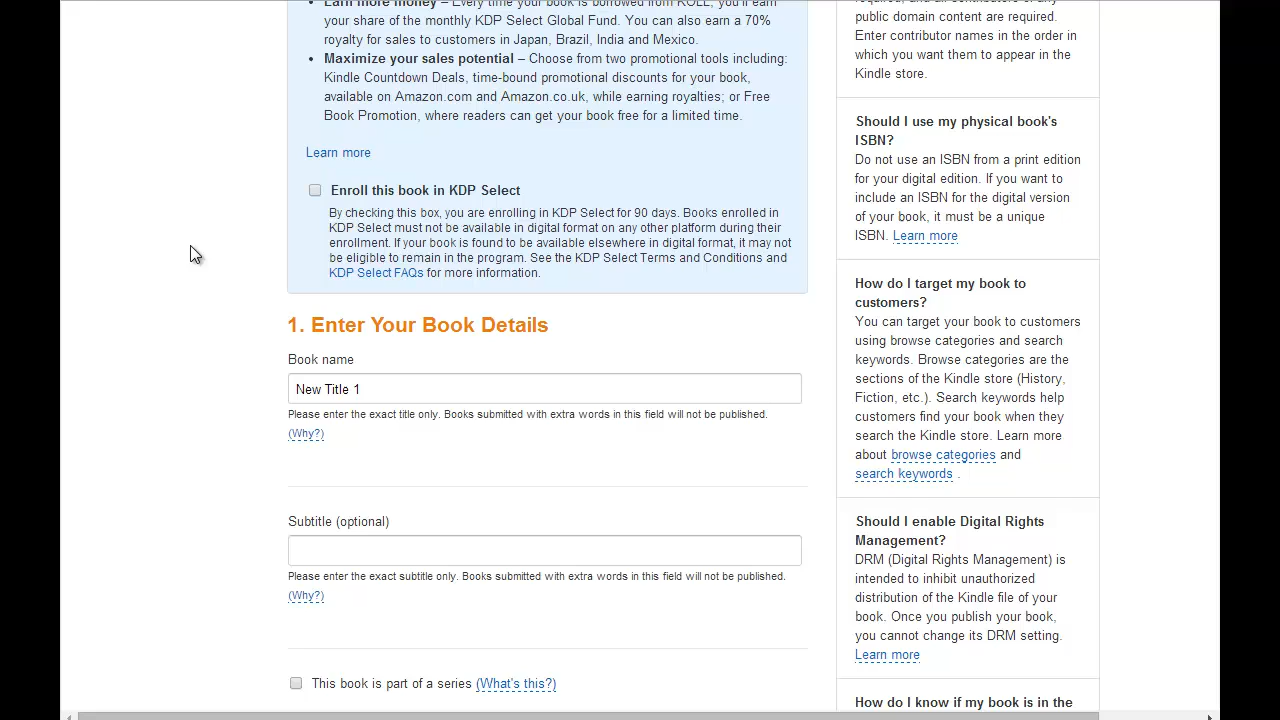 Earn more money – Every time your book is borrowed from KOLL, you'll earn
your share of the monthly KDP Select Global Fund. You can also earn a 70%
royalty for sales to customers in Japan, Brazil, India and Mexico.
• Maximize your sales potential – Choose from two promotional tools including:
Kindle Countdown Deals, time-bound promotional discounts for your book,
available on Amazon.com and Amazon.co.uk, while earning royalties; or Free
Book Promotion, where readers can get your book free for a limited time.
Learn more
Enroll this book in KDP Select
By checking this box, you are enrolling in KDP Select for 90 days. Books enrolled in
KDP Select must not be available in digital format on any other platform during their
enrollment. If your book is found to be available elsewhere in digital format, it may not
be eligible to remain in the program. See the KDP Select Terms and Conditions and
KDP Select FAQs for more information.
1. Enter Your Book Details
Book name
New Title 1
Please enter the exact title only. Books submitted with extra words in this field will not be published.
(Why?)
Subtitle (optional)
Please enter the exact subtitle only. Books submitted with extra words in this field will not be published.
(Why?)
This book is part of a series (What's this?)
public domain content are required.
Enter contributor names in the order in
which you want them to appear in the
Kindle store.
Should I use my physical book's
ISBN?
Do not use an ISBN from a print edition
for your digital edition. If you want to
include an ISBN for the digital version
of your book, it must be a unique
ISBN. Learn more
How do I target my book to
customers?
You can target your book to customers
using browse categories and search
keywords. Browse categories are the
sections of the Kindle store (History,
Fiction, etc.). Search keywords help
customers find your book when they
search the Kindle store. Learn more
about browse categories and
search keywords .
Should I enable Digital Rights
Management?
DRM (Digital Rights Management) is
intended to inhibit unauthorized
distribution of the Kindle file of your
book. Once you publish your book,
you cannot change its DRM setting.
Learn more
How do I know if my book is in the